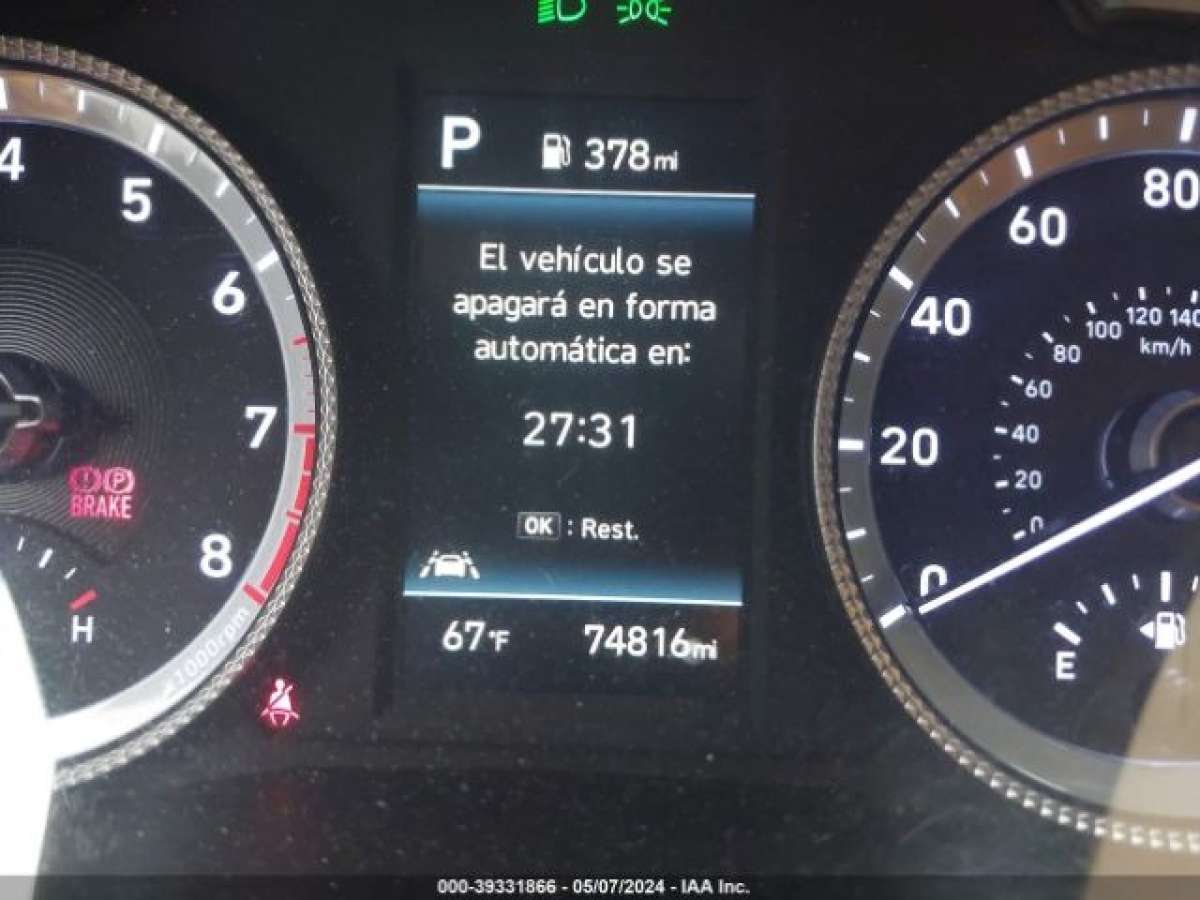 P 378mi
El vehículo se
apagará en forma
automática en:
27:31
OK : Rest.
67°F 74816mi
4
5
6
7
8
x1000rpm
BRAKE
H
80
60
40
20
0
120 140
100
80
60
40
20
0
km/h
E
000-39331866 - 05/07/2024 - IAA Inc.